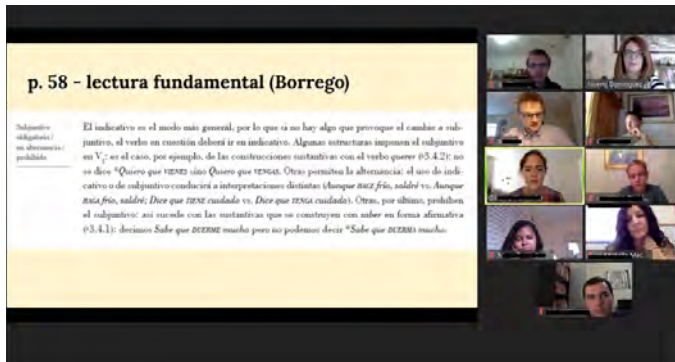 p. 58 - lectura fundamental (Borrego)
Subjuntivo
obligatorio /
en alternancia /
prohibido
El indicativo es el modo más general, por lo que si no hay algo que provoque el cambio a sub-
juntivo, el verbo en cuestión deberá ir en indicativo. Algunas estructuras imponen el subjuntivo
en V₂: es el caso, por ejemplo, de las construcciones sustantivas con el verbo querer (§3.4.2): no
se dice *Quiero que VIENES sino Quiero que VENGAS. Otras permiten la alternancia: el uso de indi-
cativo o de subjuntivo conducirá a interpretaciones distintas (Aunque HACE frío, saldré vs. Aunque
HAGA frío, saldré; Dice que TIENE cuidado vs. Dice que TENGA cuidado). Otras, por último, prohíben
el subjuntivo: así sucede con las sustantivas que se construyen con saber en forma afirmativa
(§3.4.1): decimos Sabe que DUERME mucho pero no podemos decir *Sabe que DUERMA mucho.